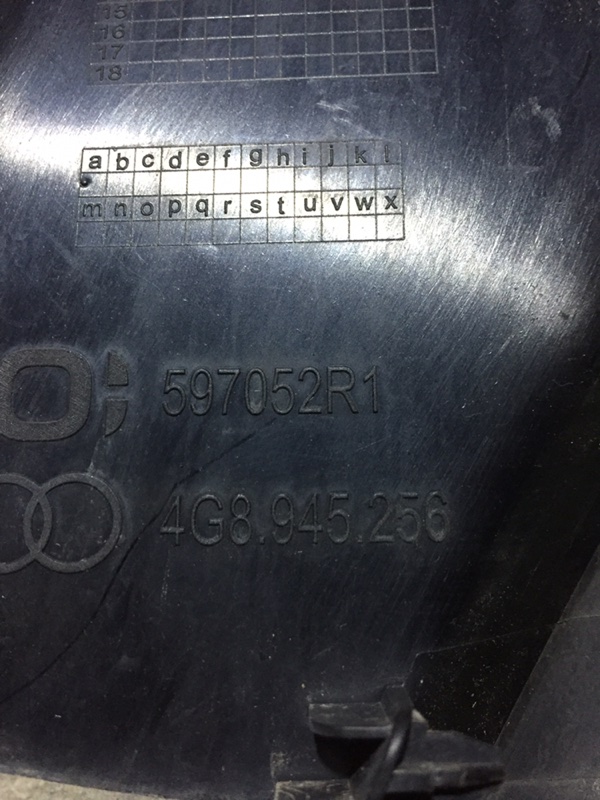 15
16
17
18
a b c d e f g h i j k l
m n o p q r s t u v w x
597052R1
4G8.945.256